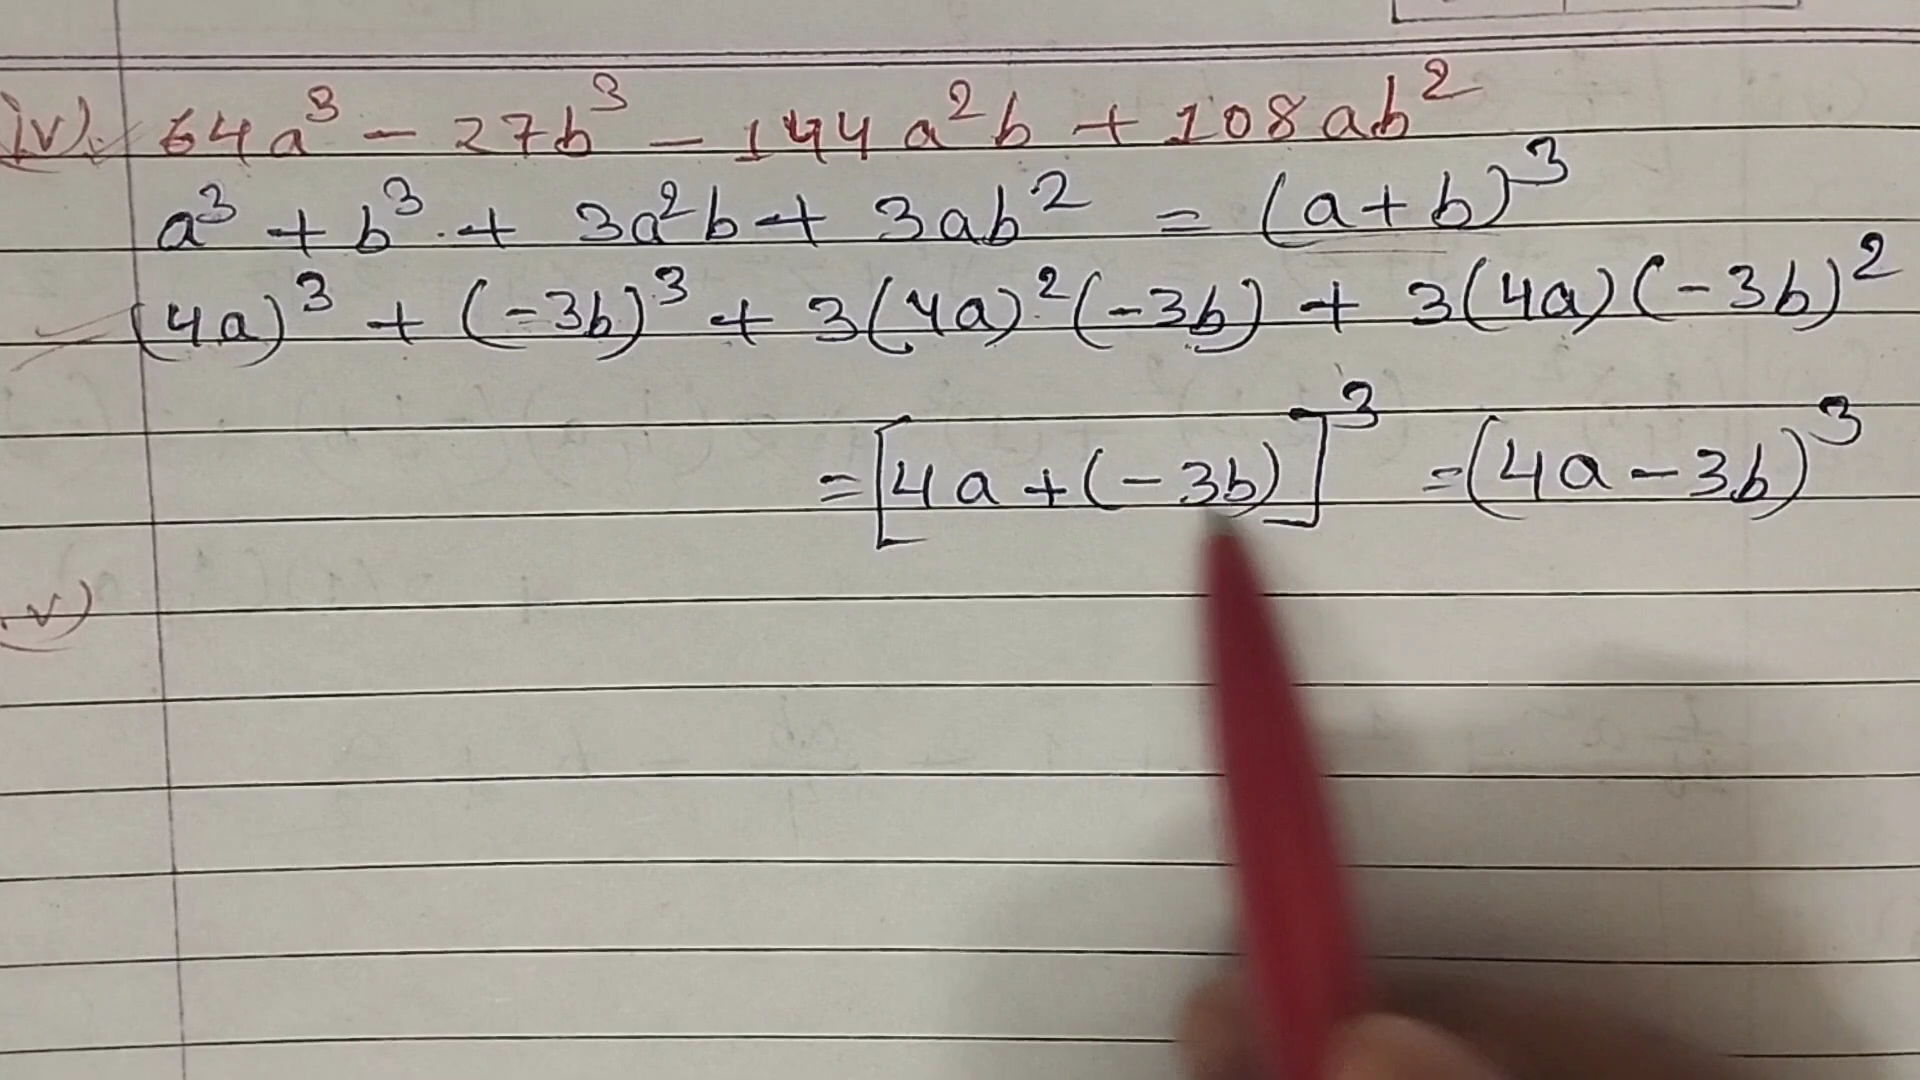 iv). 64a³ - 27b³ - 144a²b + 108ab²
a³ + b³ + 3a²b + 3ab² = (a+b)³
(4a)³ + (-3b)³ + 3(4a)²(-3b) + 3(4a)(-3b)²
= [4a + (-3b)]³ = (4a - 3b)³
v)